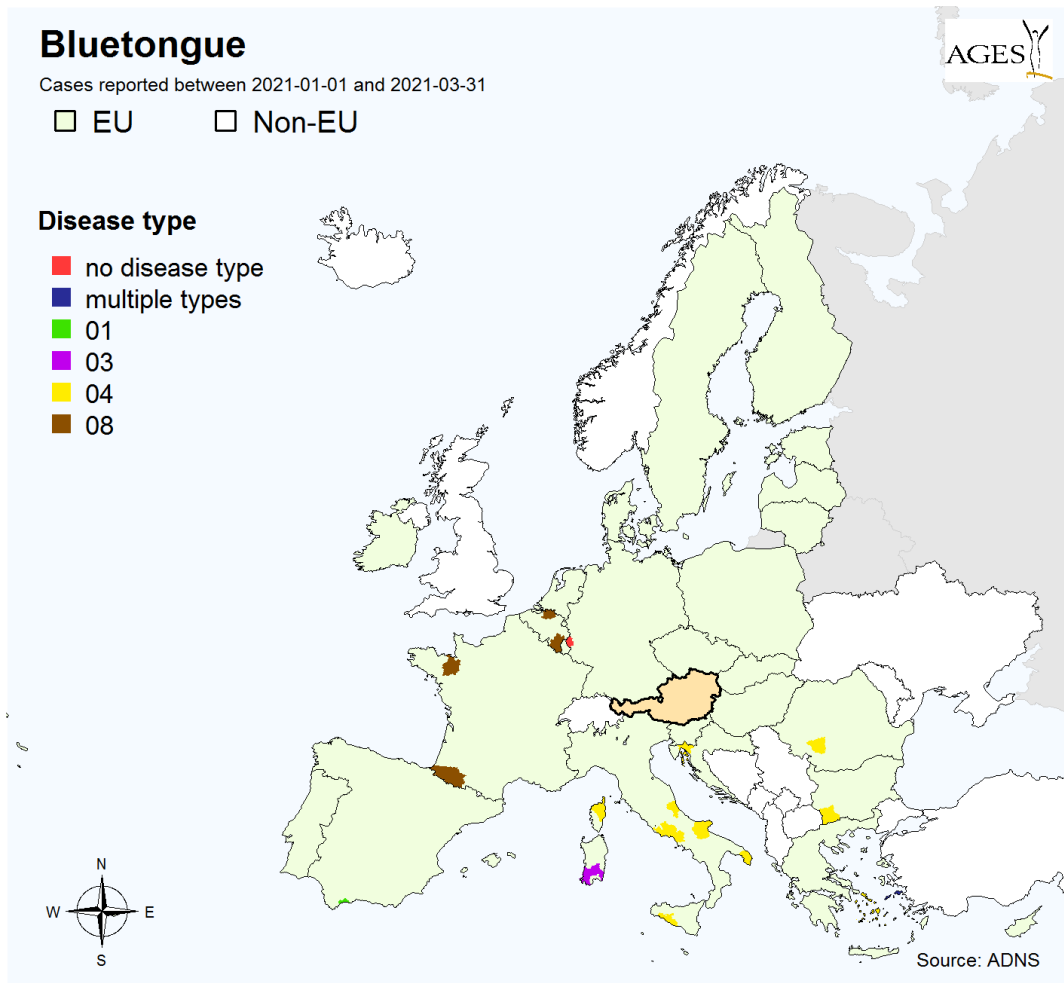 Bluetongue
AGES
Cases reported between 2021-01-01 and 2021-03-31
EU Non-EU
Disease type
no disease type
multiple types
01
03
04
08
N
W E
S
Source: ADNS